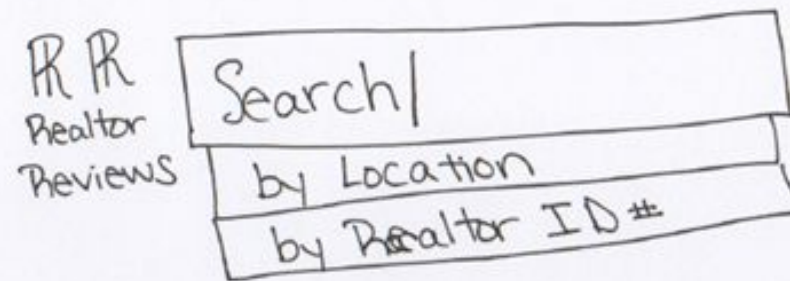 RR
Realtor
Reviews
Search|
by Location
by Realtor ID#